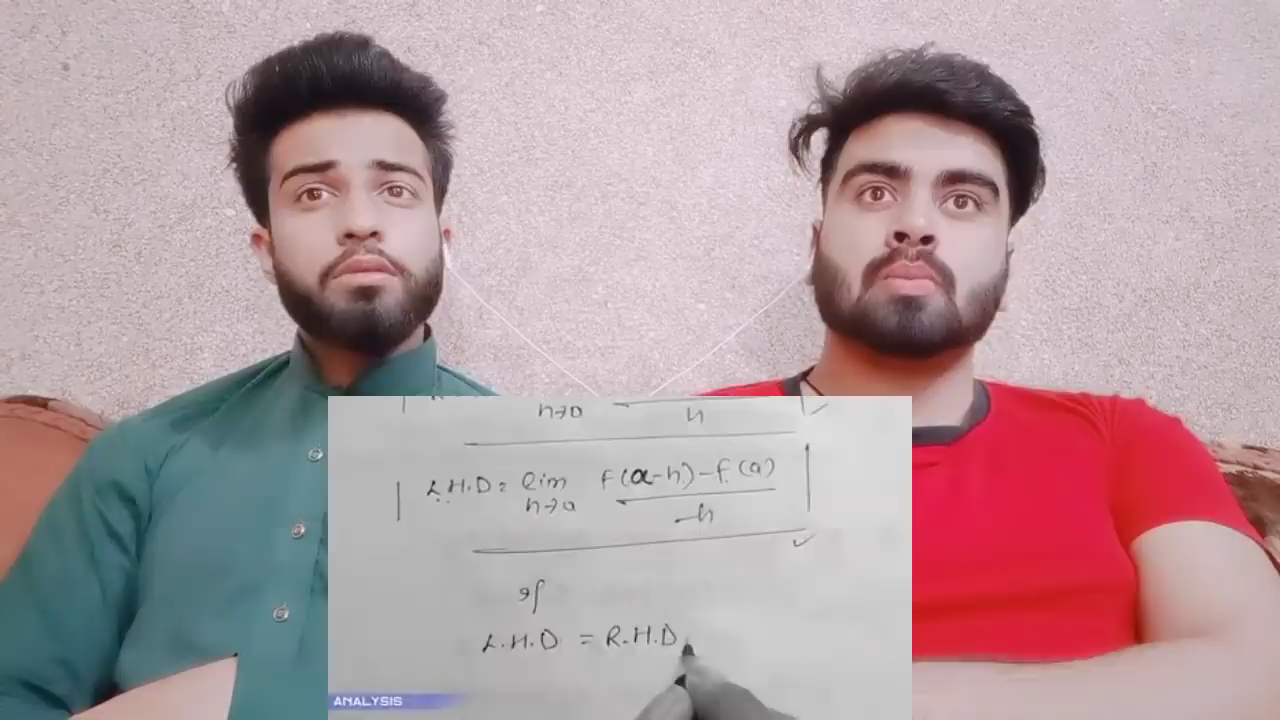 h→0 h
L.H.D = lim f(a-h)-f(a)
h→0 -h
if
L.H.D = R.H.D
ANALYSIS